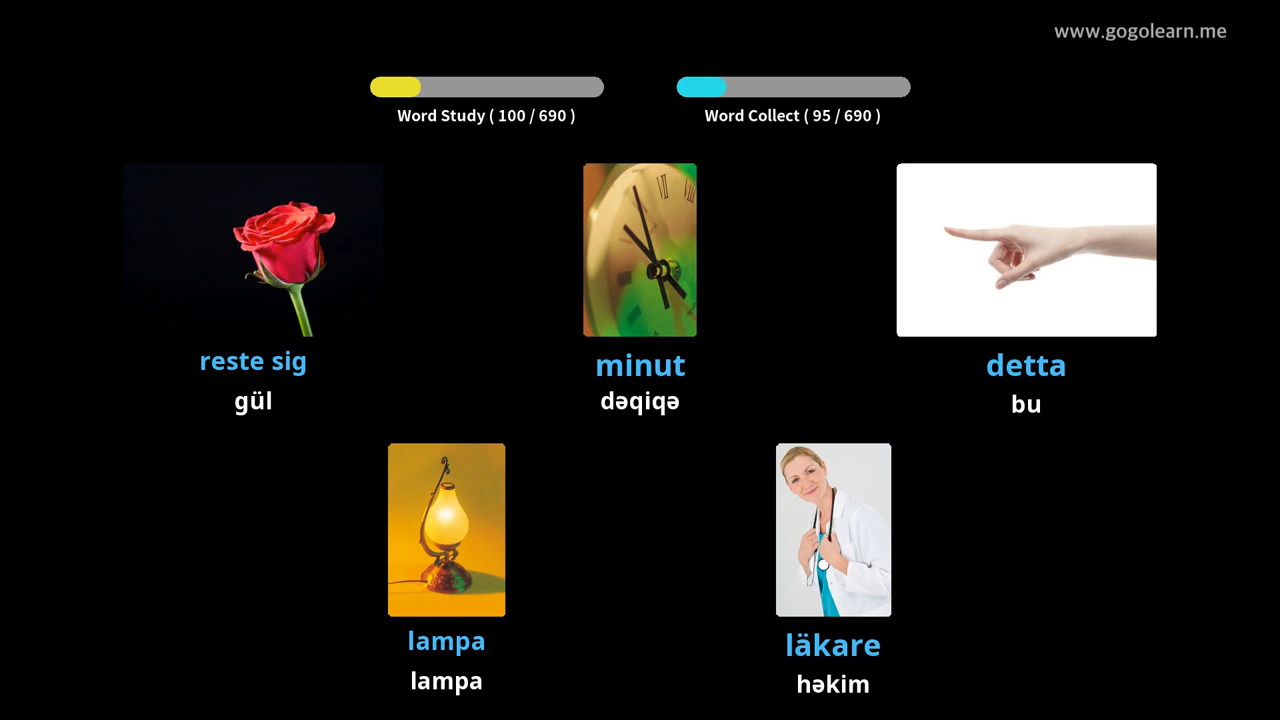 www.gogolearn.me
Word Study ( 100 / 690 )
Word Collect ( 95 / 690 )
reste sig
gül
minut
dəqiqə
detta
bu
lampa
lampa
läkare
həkim